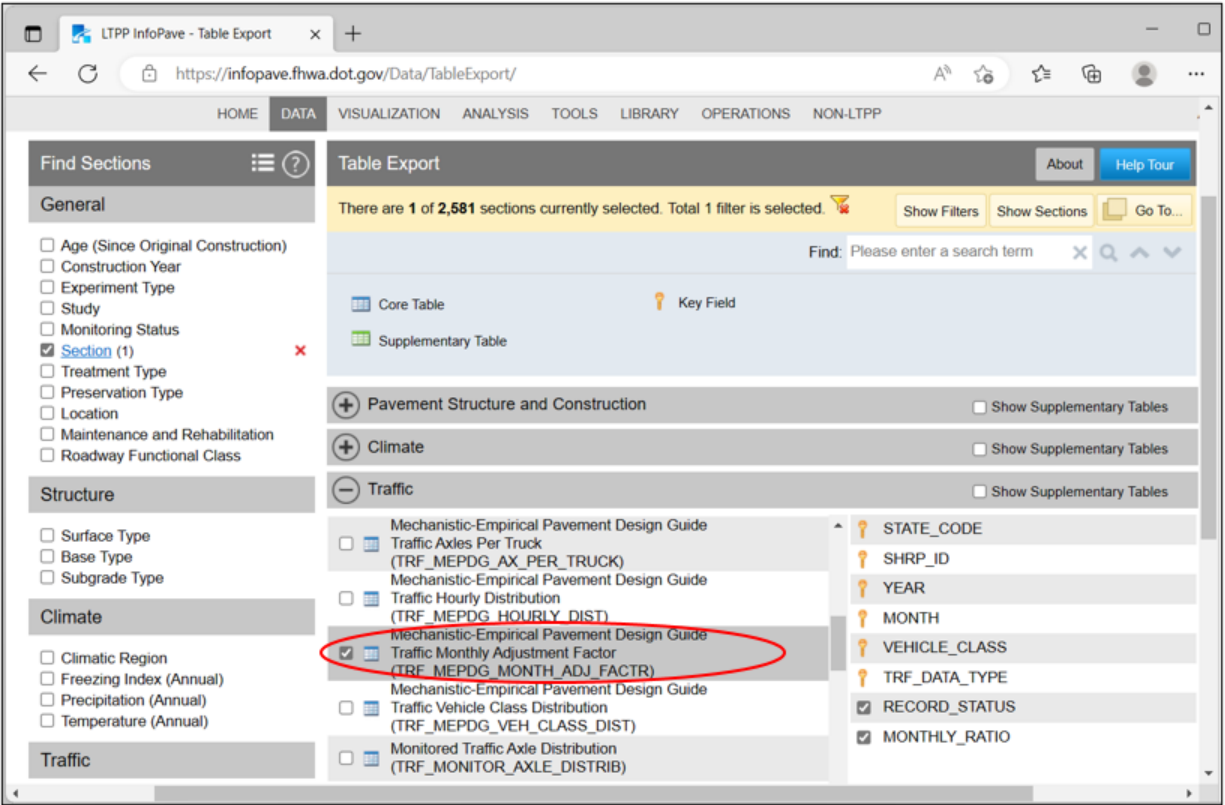 LTPP InfoPave - Table Export
https://infopave.fhwa.dot.gov/Data/TableExport/
HOME DATA VISUALIZATION ANALYSIS TOOLS LIBRARY OPERATIONS NON-LTPP
Find Sections
General
Age (Since Original Construction)
Construction Year
Experiment Type
Study
Monitoring Status
Section (1)
Treatment Type
Preservation Type
Location
Maintenance and Rehabilitation
Roadway Functional Class
Structure
Surface Type
Base Type
Subgrade Type
Climate
Climatic Region
Freezing Index (Annual)
Precipitation (Annual)
Temperature (Annual)
Traffic
Table Export About Help Tour
There are 1 of 2,581 sections currently selected. Total 1 filter is selected. Show Filters Show Sections Go To...
Find: Please enter a search term
Core Table Key Field
Supplementary Table
Pavement Structure and Construction Show Supplementary Tables
Climate Show Supplementary Tables
Traffic Show Supplementary Tables
Mechanistic-Empirical Pavement Design Guide
Traffic Axles Per Truck
(TRF_MEPDG_AX_PER_TRUCK)
Mechanistic-Empirical Pavement Design Guide
Traffic Hourly Distribution
(TRF_MEPDG_HOURLY_DIST)
Mechanistic-Empirical Pavement Design Guide
Traffic Monthly Adjustment Factor
(TRF_MEPDG_MONTH_ADJ_FACTR)
Mechanistic-Empirical Pavement Design Guide
Traffic Vehicle Class Distribution
(TRF_MEPDG_VEH_CLASS_DIST)
Monitored Traffic Axle Distribution
(TRF_MONITOR_AXLE_DISTRIB)
STATE_CODE
SHRP_ID
YEAR
MONTH
VEHICLE_CLASS
TRF_DATA_TYPE
RECORD_STATUS
MONTHLY_RATIO